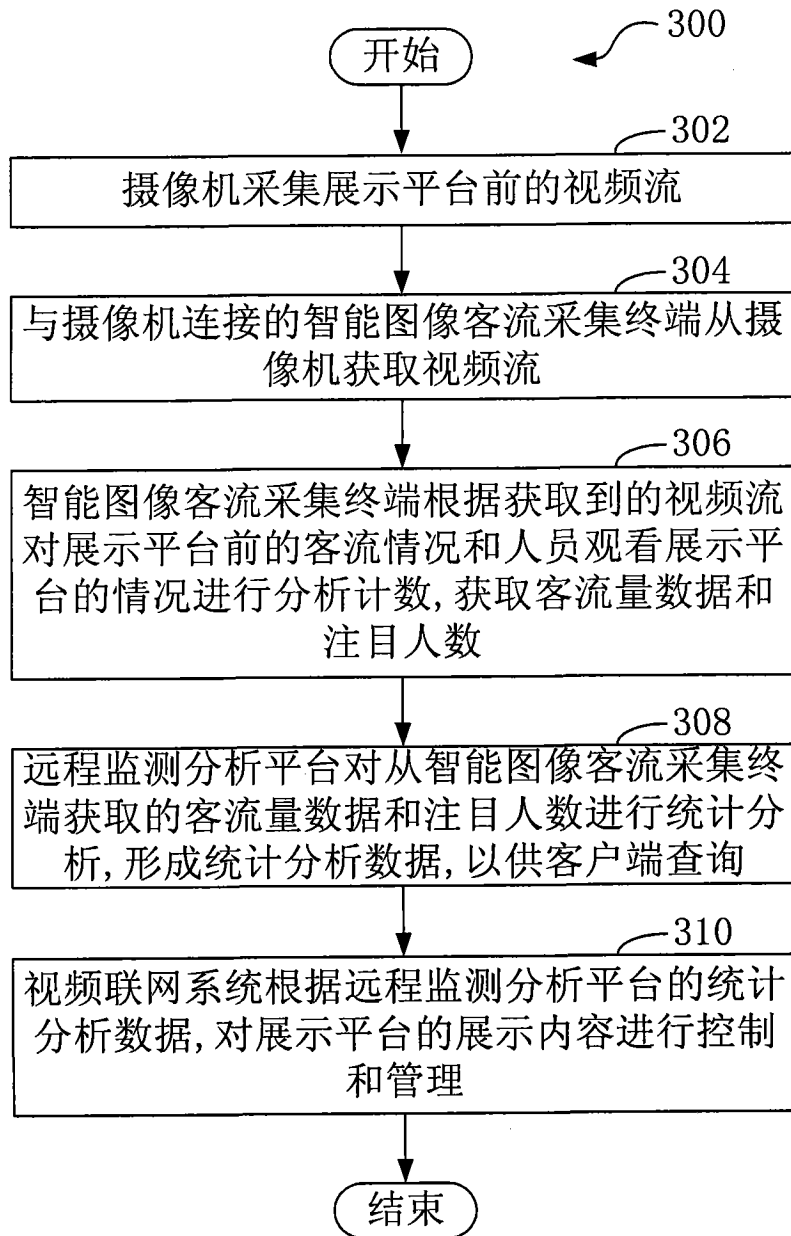 300
开始
302
摄像机采集展示平台前的视频流
304
与摄像机连接的智能图像客流采集终端从摄
像机获取视频流
306
智能图像客流采集终端根据获取到的视频流
对展示平台前的客流情况和人员观看展示平
台的情况进行分析计数,获取客流量数据和
注目人数
308
远程监测分析平台对从智能图像客流采集终
端获取的客流量数据和注目人数进行统计分
析,形成统计分析数据,以供客户端查询
310
视频联网系统根据远程监测分析平台的统计
分析数据,对展示平台的展示内容进行控制
和管理
结束